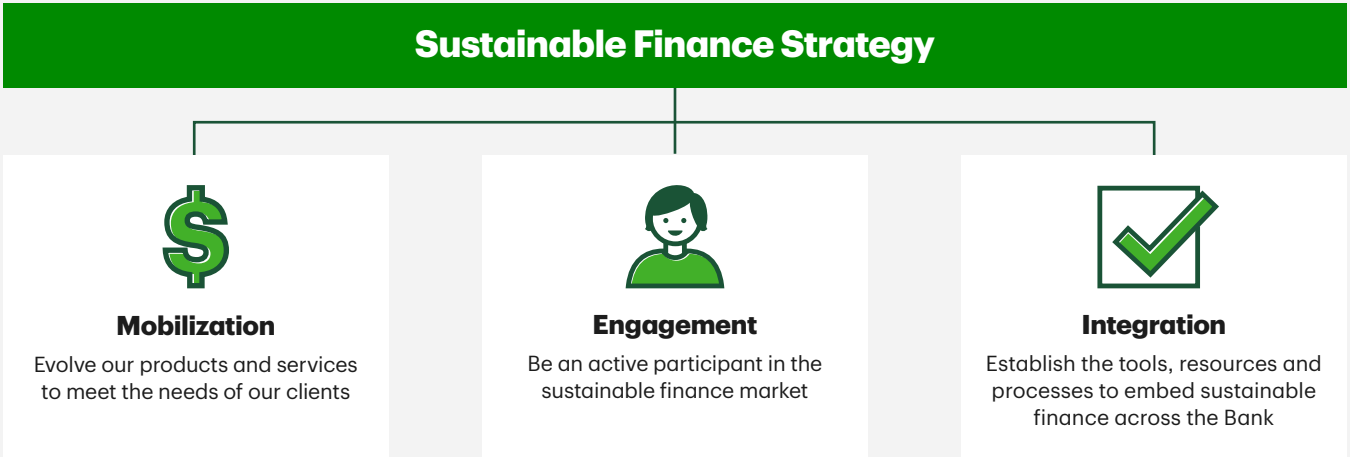 Sustainable Finance Strategy
Mobilization
Evolve our products and services
to meet the needs of our clients
Engagement
Be an active participant in the
sustainable finance market
Integration
Establish the tools, resources and
processes to embed sustainable
finance across the Bank